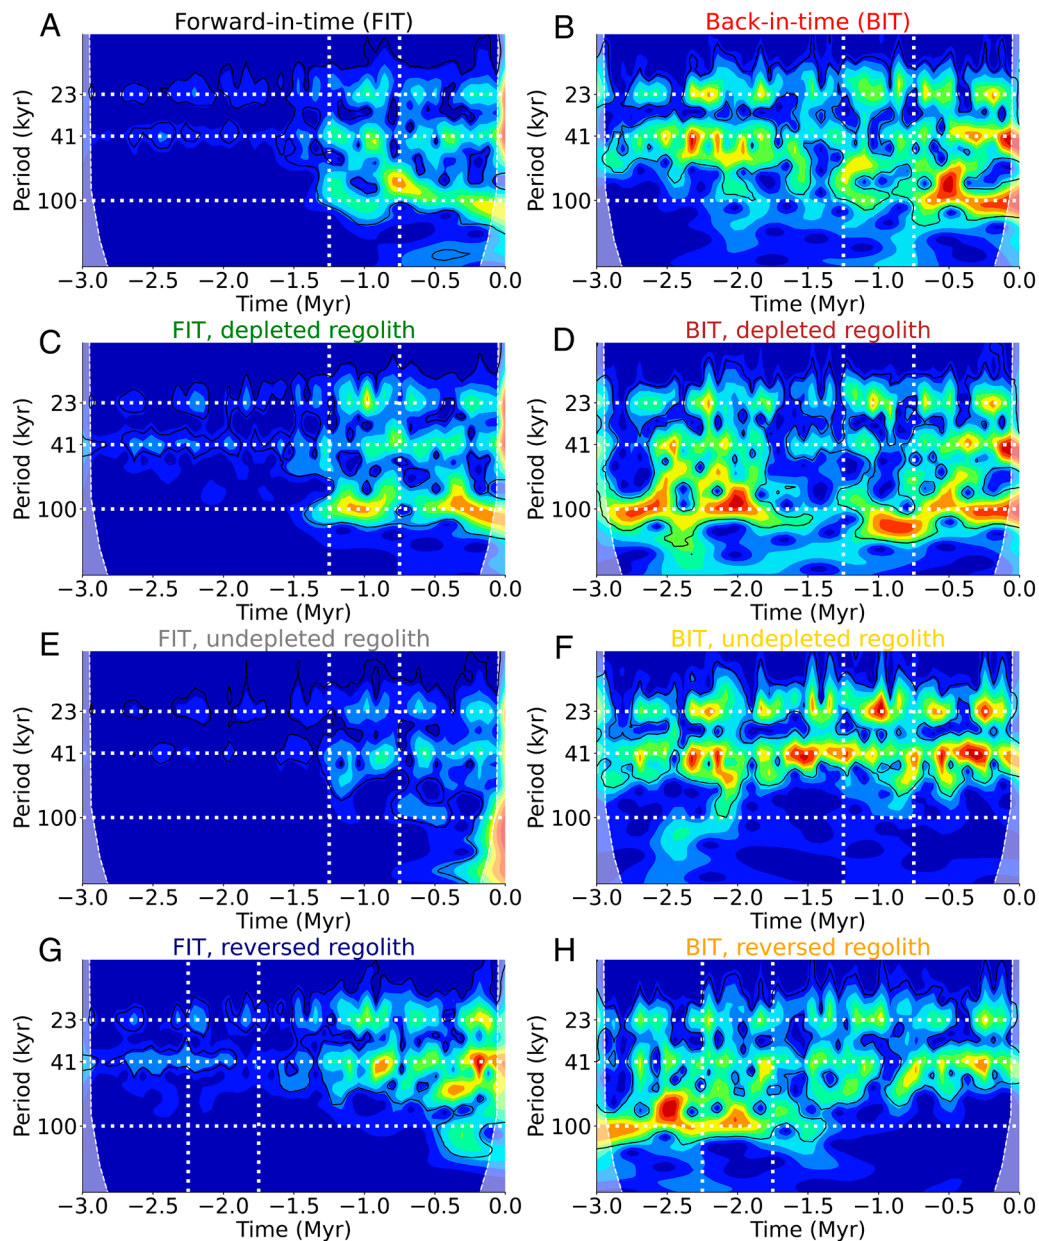 A Forward-in-time (FIT)
B Back-in-time (BIT)
Period (kyr)
23
41
100
−3.0 −2.5 −2.0 −1.5 −1.0 −0.5 0.0
Time (Myr)
Period (kyr)
23
41
100
−3.0 −2.5 −2.0 −1.5 −1.0 −0.5 0.0
Time (Myr)
C FIT, depleted regolith
D BIT, depleted regolith
Period (kyr)
23
41
100
−3.0 −2.5 −2.0 −1.5 −1.0 −0.5 0.0
Time (Myr)
Period (kyr)
23
41
100
−3.0 −2.5 −2.0 −1.5 −1.0 −0.5 0.0
Time (Myr)
E FIT, undepleted regolith
F BIT, undepleted regolith
Period (kyr)
23
41
100
−3.0 −2.5 −2.0 −1.5 −1.0 −0.5 0.0
Time (Myr)
Period (kyr)
23
41
100
−3.0 −2.5 −2.0 −1.5 −1.0 −0.5 0.0
Time (Myr)
G FIT, reversed regolith
H BIT, reversed regolith
Period (kyr)
23
41
100
−3.0 −2.5 −2.0 −1.5 −1.0 −0.5 0.0
Time (Myr)
Period (kyr)
23
41
100
−3.0 −2.5 −2.0 −1.5 −1.0 −0.5 0.0
Time (Myr)